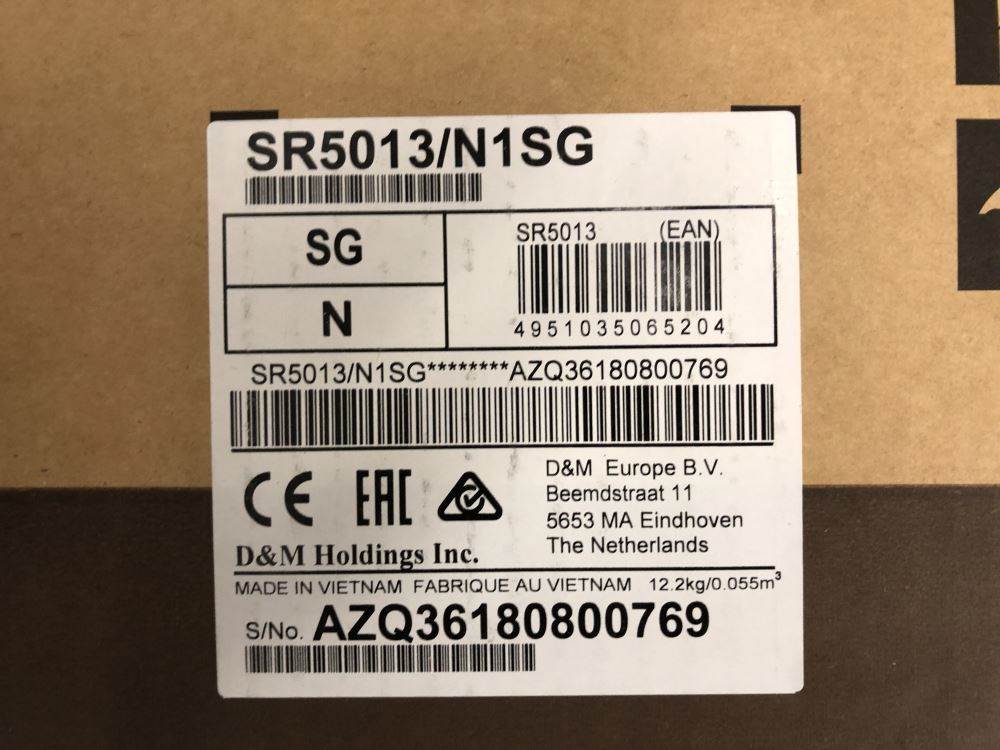 SR5013/N1SG
SG
N
SR5013 (EAN)
4951035065204
SR5013/N1SG********AZQ36180800769
CE EAC
D&M Europe B.V.
Beemdstraat 11
5653 MA Eindhoven
The Netherlands
D&M Holdings Inc.
MADE IN VIETNAM FABRIQUE AU VIETNAM 12.2kg/0.055m³
S/No. AZQ36180800769